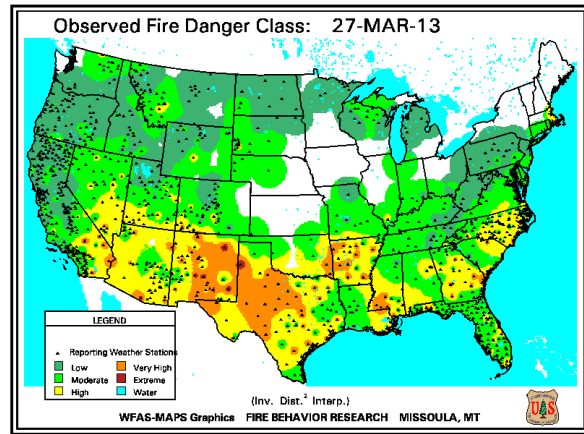 Observed Fire Danger Class: 27-MAR-13
LEGEND
Reporting Weather Stations
Low
Moderate
High
Very High
Extreme
Water
(Inv. Dist.² Interp.)
WFAS-MAPS Graphics FIRE BEHAVIOR RESEARCH MISSOULA, MT
U S